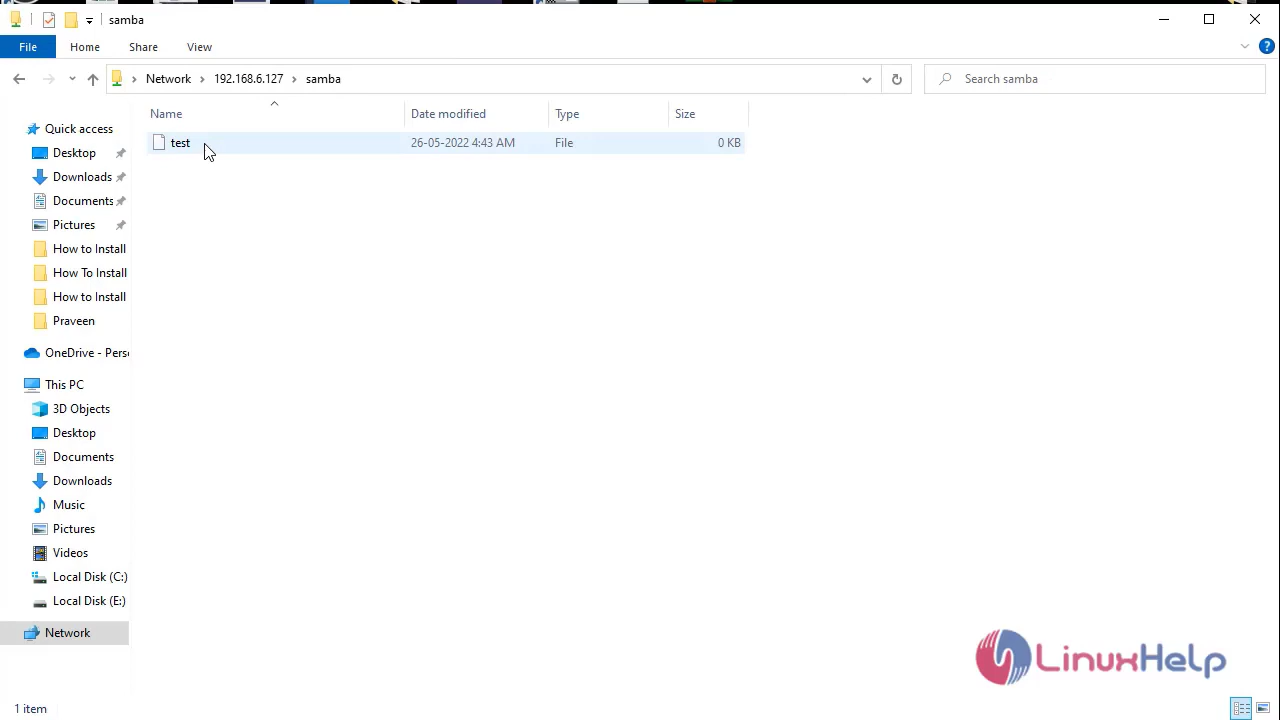 samba
File Home Share View
Network 192.168.6.127 samba
Search samba
Name Date modified Type Size
test 26-05-2022 4:43 AM File 0 KB
Quick access
Desktop
Downloads
Documents
Pictures
How to Install
How To Install
How to Install
Praveen
OneDrive - Perso
This PC
3D Objects
Desktop
Documents
Downloads
Music
Pictures
Videos
Local Disk (C:)
Local Disk (E:)
Network
LinuxHelp
1 item